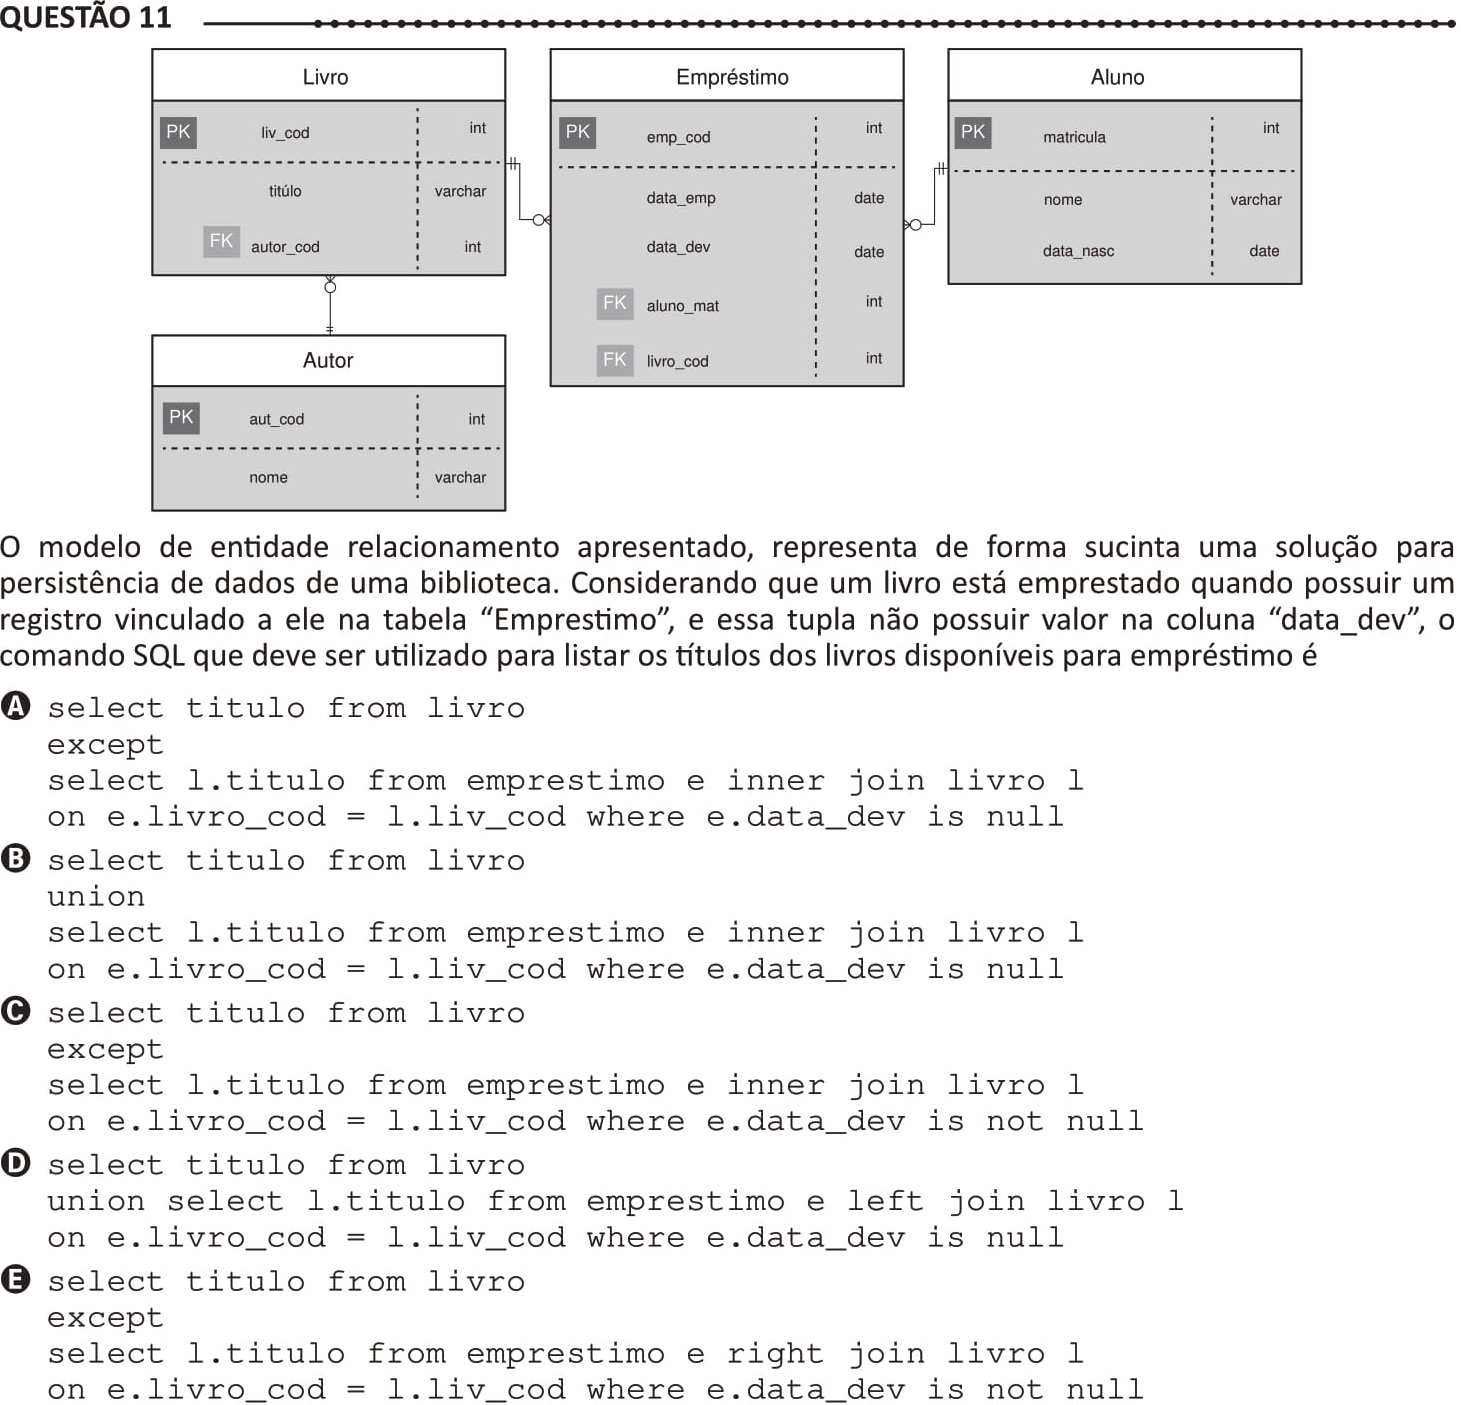 QUESTÃO 11
Livro
PK liv_cod int
titúlo varchar
FK autor_cod int
Empréstimo
PK emp_cod int
data_emp date
data_dev date
FK aluno_mat int
FK livro_cod int
Aluno
PK matricula int
nome varchar
data_nasc date
Autor
PK aut_cod int
nome varchar
O modelo de entidade relacionamento apresentado, representa de forma sucinta uma solução para
persistência de dados de uma biblioteca. Considerando que um livro está emprestado quando possuir um
registro vinculado a ele na tabela “Emprestimo”, e essa tupla não possuir valor na coluna “data_dev”, o
comando SQL que deve ser utilizado para listar os títulos dos livros disponíveis para empréstimo é
A select titulo from livro
except
select l.titulo from emprestimo e inner join livro l
on e.livro_cod = l.liv_cod where e.data_dev is null
B select titulo from livro
union
select l.titulo from emprestimo e inner join livro l
on e.livro_cod = l.liv_cod where e.data_dev is null
C select titulo from livro
except
select l.titulo from emprestimo e inner join livro l
on e.livro_cod = l.liv_cod where e.data_dev is not null
D select titulo from livro
union select l.titulo from emprestimo e left join livro l
on e.livro_cod = l.liv_cod where e.data_dev is null
E select titulo from livro
except
select l.titulo from emprestimo e right join livro l
on e.livro_cod = l.liv_cod where e.data_dev is not null